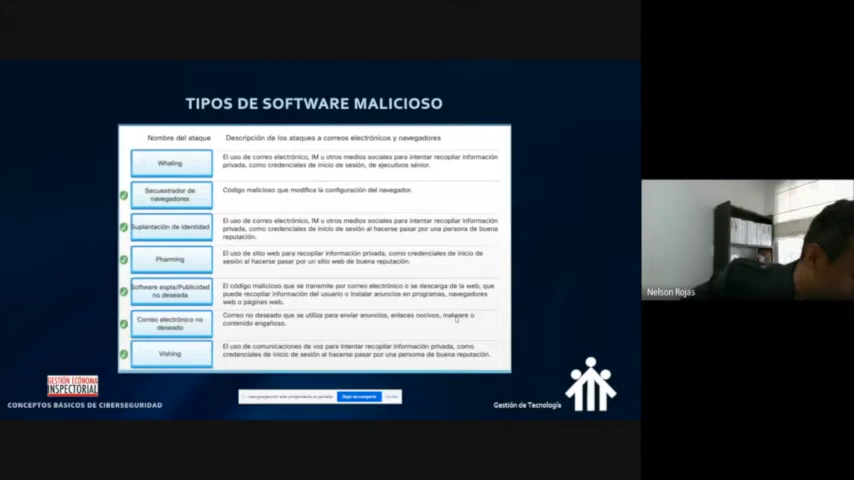 TIPOS DE SOFTWARE MALICIOSO
Nombre del ataque
Descripción de los ataques a correos electrónicos y navegadores
Whaling
El uso de correo electrónico, IM u otros medios sociales para intentar recopilar información
privada, como credenciales de inicio de sesión, de ejecutivos sénior.
Secuestrador de
navegadores
Código malicioso que modifica la configuración del navegador.
Suplantación de identidad
El uso de correo electrónico, IM u otros medios sociales para intentar recopilar información
privada, como credenciales de inicio de sesión al hacerse pasar por una persona de buena
reputación.
Pharming
El uso de sitio web para recopilar información privada, como credenciales de inicio de
sesión al hacerse pasar por un sitio web de buena reputación.
Software espía/Publicidad
no deseada
El código malicioso que se transmite por correo electrónico o se descarga de la web, que
puede recopilar información del usuario o instalar anuncios en programas, navegadores
web o páginas web.
Correo electrónico no
deseado
Correo no deseado que se utiliza para enviar anuncios, enlaces nocivos, malware o
contenido engañoso.
Vishing
El uso de comunicaciones de voz para intentar recopilar información privada, como
credenciales de inicio de sesión al hacerse pasar por una persoma de buena reputación.
GESTIÓN ECÓNOMA
INSPECTORIAL
CONCEPTOS BÁSICOS DE CIBERSEGURIDAD
Dejar de compartir
Gestión de Tecnología
Nelson Rojas